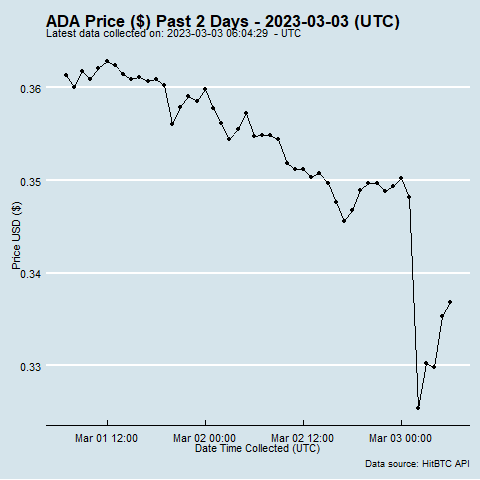 ADA Price ($) Past 2 Days - 2023-03-03 (UTC)
Latest data collected on: 2023-03-03 06:04:29  - UTC
Price USD ($)
0.36
0.35
0.34
0.33
Mar 01 12:00
Mar 02 00:00
Mar 02 12:00
Mar 03 00:00
Date Time Collected (UTC)
Data source: HitBTC API